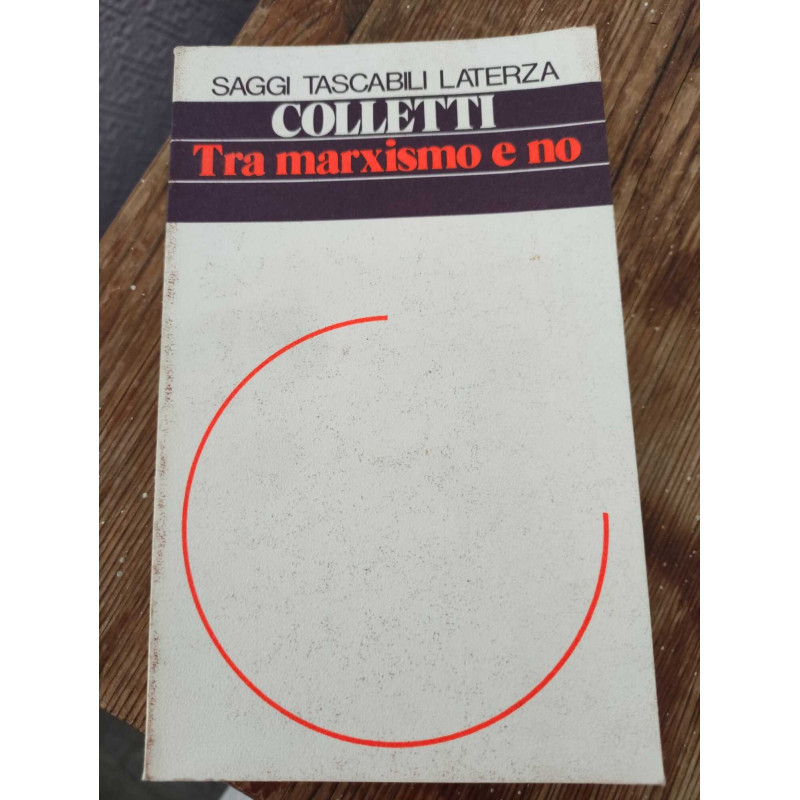 SAGGI TASCABILI LATERZA
COLLETTI
Tra marxismo e no